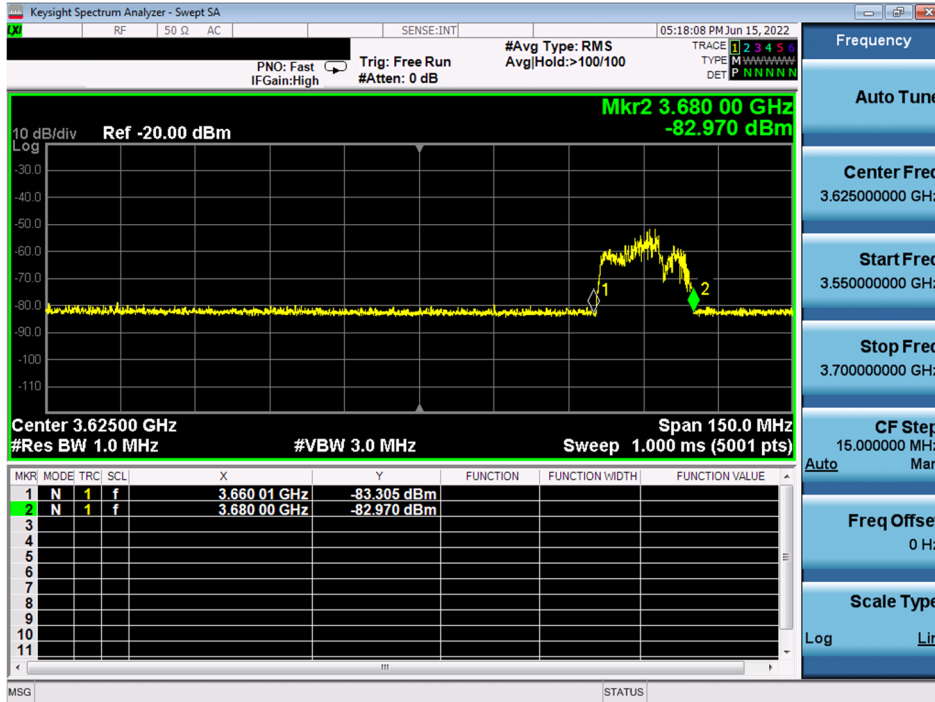 Keysight Spectrum Analyzer - Swept SA
LXI RF 50 Ω AC SENSE:INT 05:18:08 PM Jun 15, 2022
PNO: Fast
IFGain:High
Trig: Free Run
#Atten: 0 dB
#Avg Type: RMS
Avg|Hold:>100/100
TRACE 1 2 3 4 5 6
TYPE M W W W W W
DET P N N N N N
Mkr2 3.680 00 GHz
-82.970 dBm
10 dB/div Ref -20.00 dBm
Log
-30.0
-40.0
-50.0
-60.0
-70.0
-80.0
-90.0
-100
-110
1
2
Center 3.62500 GHz Span 150.0 MHz
#Res BW 1.0 MHz #VBW 3.0 MHz Sweep 1.000 ms (5001 pts)
MKR MODE TRC SCL X Y FUNCTION FUNCTION WIDTH FUNCTION VALUE
1 N 1 f 3.660 01 GHz -83.305 dBm
2 N 1 f 3.680 00 GHz -82.970 dBm
3
4
5
6
7
8
9
10
11
MSG STATUS
Frequency
Auto Tune
Center Freq
3.625000000 GHz
Start Freq
3.550000000 GHz
Stop Freq
3.700000000 GHz
CF Step
15.000000 MHz
Auto Man
Freq Offset
0 Hz
Scale Type
Log Lin